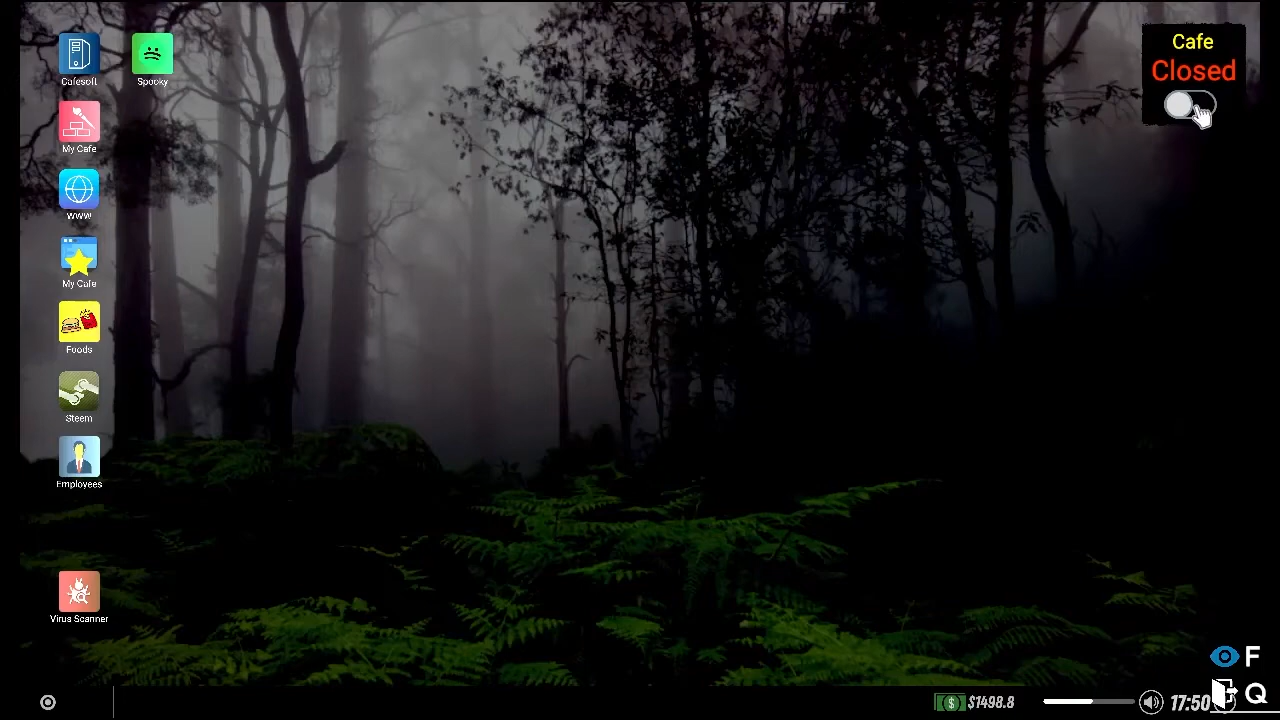 Cafesoft
Spooky
My Cafe
WWW
My Cafe
Foods
Steem
Employees
Virus Scanner
Cafe
Closed
F
Q
$1498.8
17:50